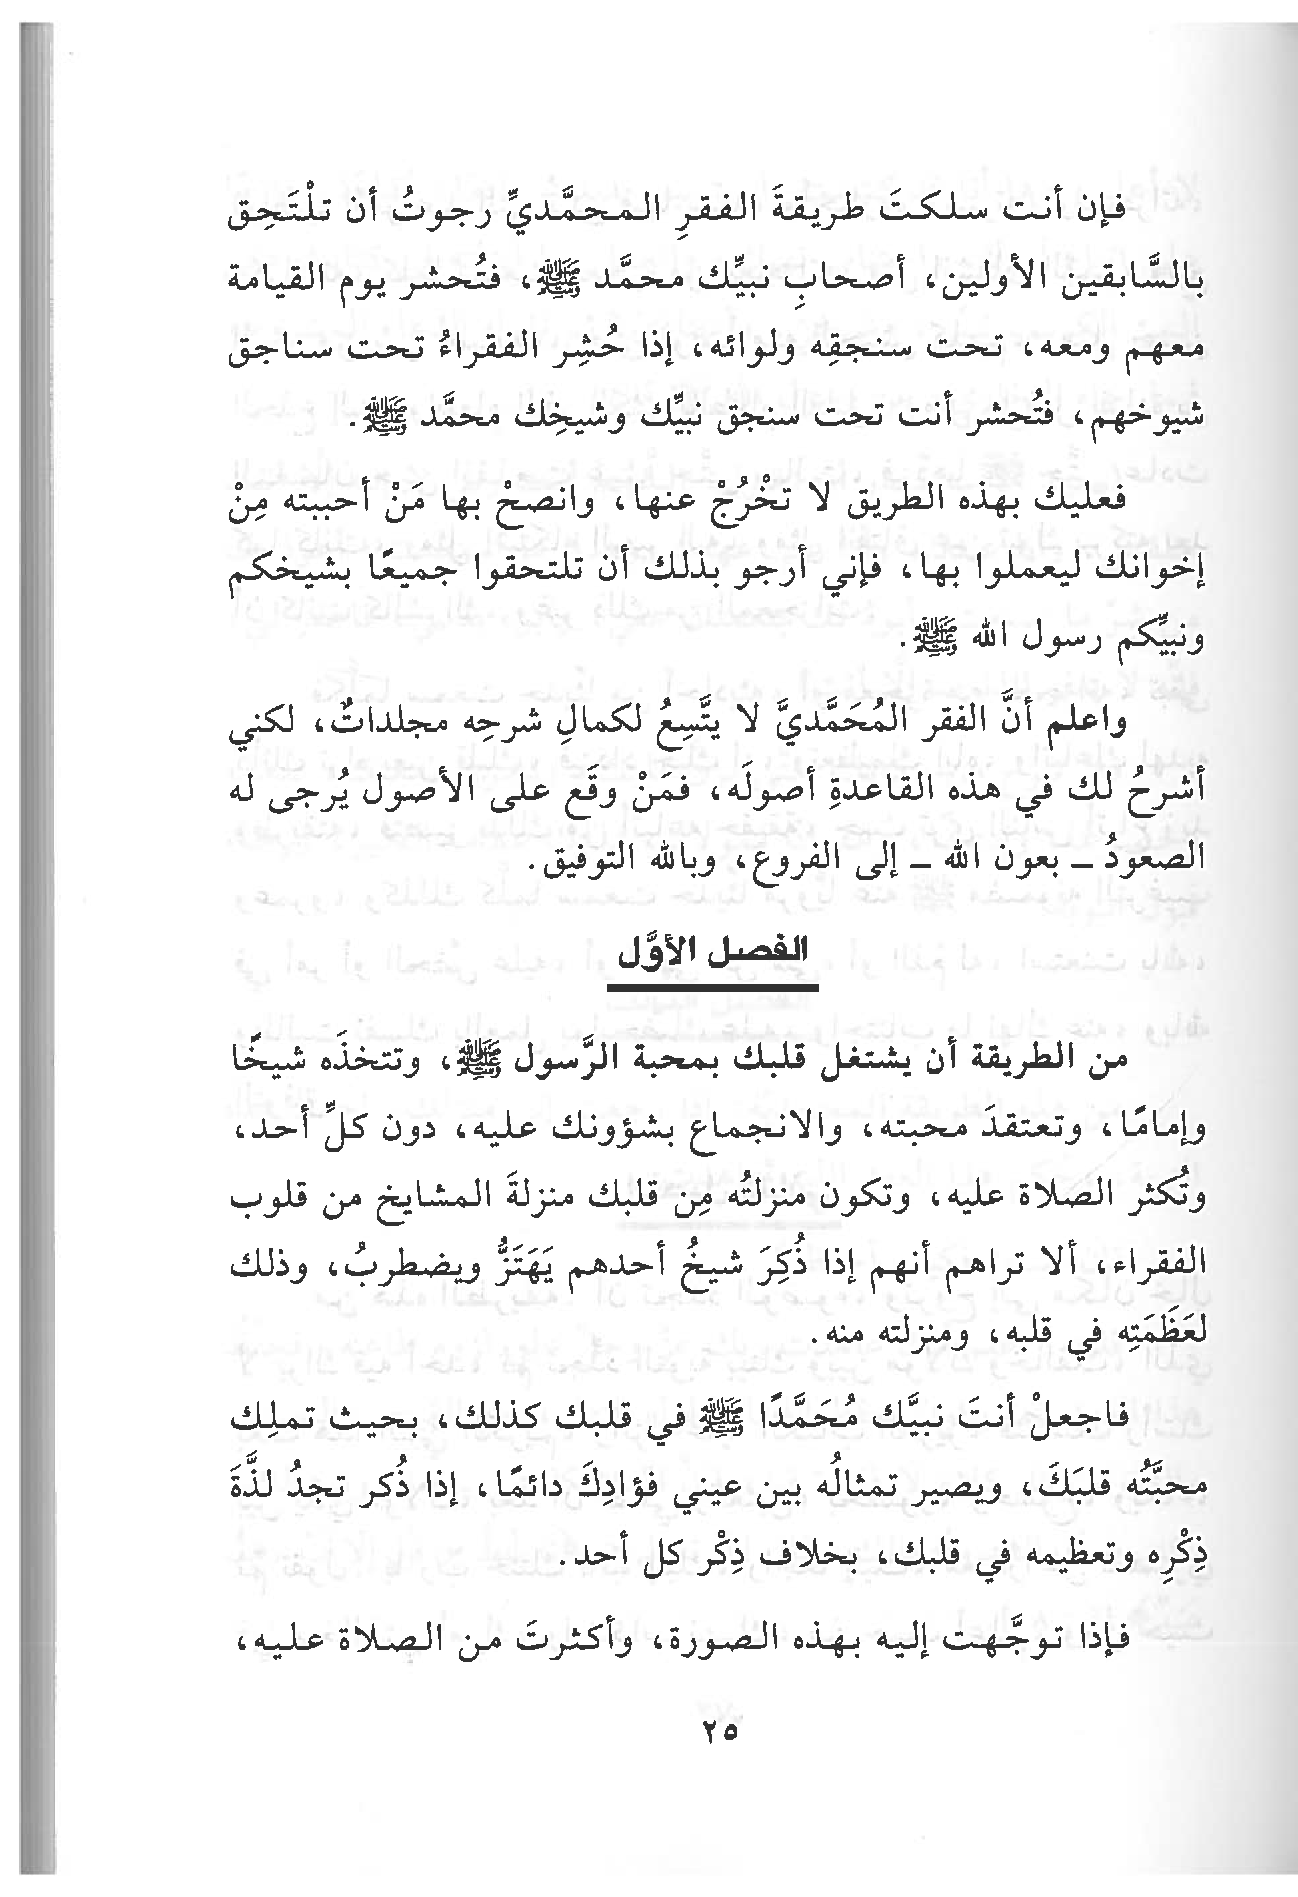 فإن أنت سلكتَ طريقةَ الفقرِ المحمَّديِّ رجوتُ أن تلْتَحِق
بالسَّابقين الأولين، أصحابِ نبيِّك محمَّد ﷺ، فتُحشر يوم القيامة
معهم ومعه، تحت سنجقِه ولوائه، إذا حُشِر الفقراءُ تحت سناجق
شيوخهم، فتُحشر أنت تحت سنجق نبيِّك وشيخِك محمَّد ﷺ.
فعليك بهذه الطريق لا تخْرُجْ عنها، وانصحْ بها مَنْ أحببته مِنْ
إخوانك ليعملوا بها، فإني أرجو بذلك أن تلتحقوا جميعًا بشيخكم
ونبيِّكم رسول الله ﷺ.
واعلم أنَّ الفقر المُحَمَّديَّ لا يتَّسِعُ لكمالِ شرحِه مجلداتٌ، لكني
أشرحُ لك في هذه القاعدةِ أصولَه، فمَنْ وقَع على الأصول يُرجى له
الصعودُ ـ بعون الله ـ إلى الفروع، وبالله التوفيق.
الفصل الأوَّل
من الطريقة أن يشتغل قلبك بمحبة الرَّسول ﷺ، وتتخذَه شيخًا
وإمامًا، وتعتقدَ محبته، والانجماع بشؤونك عليه، دون كلِّ أحد،
وتُكثر الصلاة عليه، وتكون منزلتُه مِن قلبك منزلةَ المشايخ من قلوب
الفقراء، ألا تراهم أنهم إذا ذُكِرَ شيخُ أحدهم يَهَتَزُّ ويضطربُ، وذلك
لعَظَمَتِه في قلبه، ومنزلته منه.
فاجعلْ أنتَ نبيَّك مُحَمَّدًا ﷺ في قلبك كذلك، بحيث تملِك
محبَّتُه قلبَكَ، ويصير تمثالُه بين عيني فؤادِكَ دائمًا، إذا ذُكر تجدُ لذَّةَ
ذِكْرِه وتعظيمه في قلبك، بخلاف ذِكْر كل أحد.
فإذا توجَّهت إليه بهذه الصورة، وأكثرتَ من الصلاة عليه،
٢٥